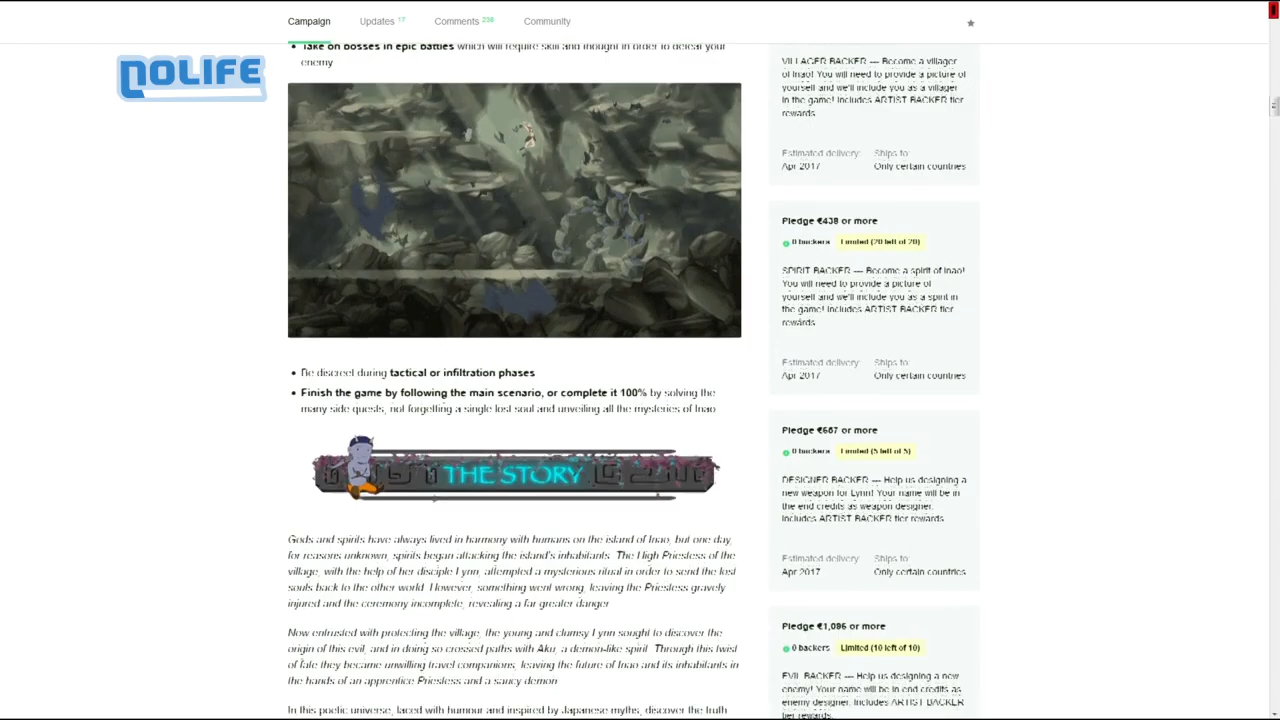 Campaign
Updates 17
Comments 236
Community
NOLIFE
Take on bosses in epic battles which will require skill and thought in order to defeat your
enemy
Be discreet during tactical or infiltration phases
Finish the game by following the main scenario, or complete it 100% by solving the
many side quests, not forgetting a single lost soul and unveiling all the mysteries of Inao
THE STORY
Gods and spirits have always lived in harmony with humans on the island of Inao, but one day,
for reasons unknown, spirits began attacking the island's inhabitants. The High Priestess of the
village, with the help of her disciple Lynn, attempted a mysterious ritual in order to send the lost
souls back to the other world. However, something went wrong, leaving the Priestess gravely
injured and the ceremony incomplete, revealing a far greater danger
Now entrusted with protecting the village, the young and clumsy Lynn sought to discover the
origin of this evil, and in doing so crossed paths with Aku, a demon-like spirit. Through this twist
of fate they became unwilling travel companions, leaving the future of Inao and its inhabitants in
the hands of an apprentice Priestess and a saucy demon
In this poetic universe, laced with humour and inspired by Japanese myths, discover the truth
VILLAGER BACKER --- Become a villager
of Inao! You will need to provide a picture of
yourself and we'll include you as a villager
in the game! Includes ARTIST BACKER tier
rewards.
Estimated delivery: Ships to:
Apr 2017 Only certain countries
Pledge €438 or more
0 backers Limited (20 left of 20)
SPIRIT BACKER --- Become a spirit of Inao!
You will need to provide a picture of
yourself and we'll include you as a spirit in
the game! Includes ARTIST BACKER tier
rewards.
Estimated delivery: Ships to:
Apr 2017 Only certain countries
Pledge €667 or more
0 backers Limited (5 left of 5)
DESIGNER BACKER --- Help us designing a
new weapon for Lynn! Your name will be in
the end credits as weapon designer.
Includes ARTIST BACKER tier rewards.
Estimated delivery: Ships to:
Apr 2017 Only certain countries
Pledge €1,096 or more
0 backers Limited (10 left of 10)
EVIL BACKER --- Help us designing a new
enemy! Your name will be in end credits as
enemy designer. Includes ARTIST BACKER
tier rewards.